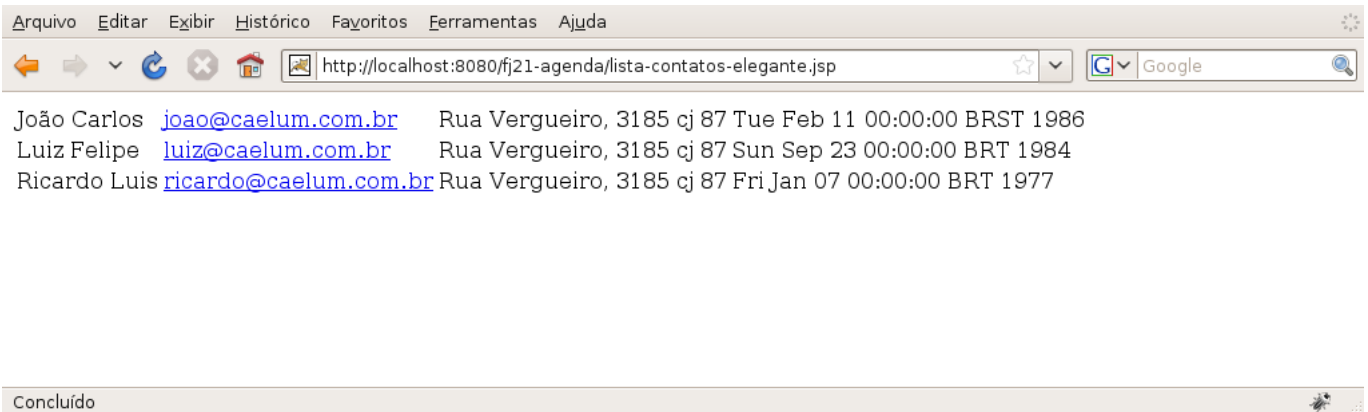 Arquivo Editar Exibir Histórico Favoritos Ferramentas Ajuda
http://localhost:8080/fj21-agenda/lista-contatos-elegante.jsp G Google
João Carlos joao@caelum.com.br Rua Vergueiro, 3185 cj 87 Tue Feb 11 00:00:00 BRST 1986
Luiz Felipe luiz@caelum.com.br Rua Vergueiro, 3185 cj 87 Sun Sep 23 00:00:00 BRT 1984
Ricardo Luis ricardo@caelum.com.br Rua Vergueiro, 3185 cj 87 Fri Jan 07 00:00:00 BRT 1977
Concluído